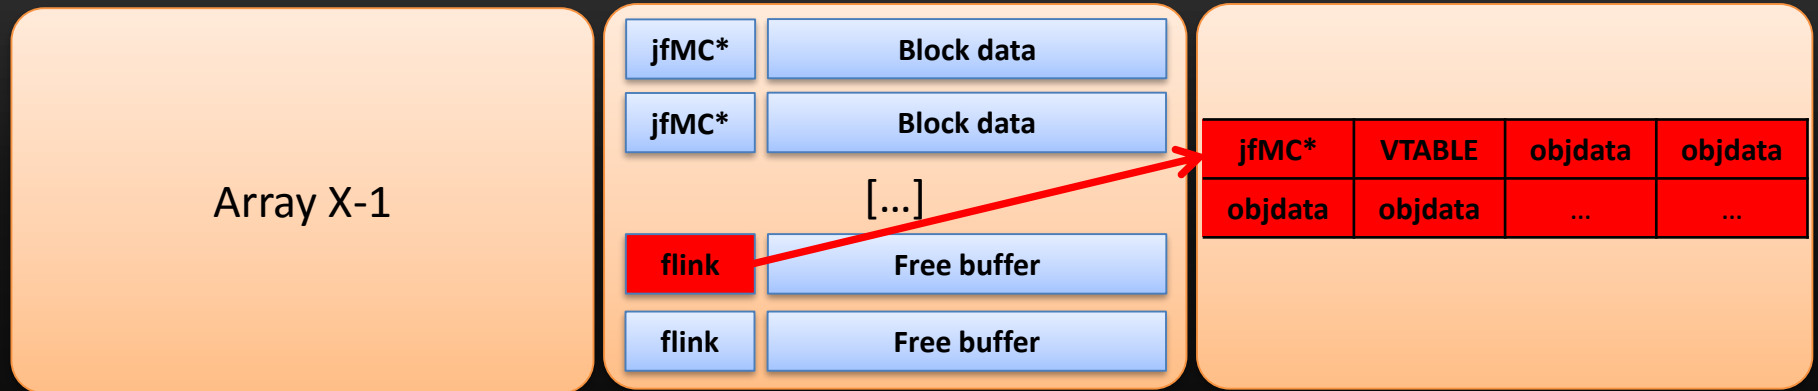 Array X-1
jfMC* Block data
jfMC* Block data
[...]
flink Free buffer
flink Free buffer
jfMC* VTABLE objdata objdata
objdata objdata ... ...